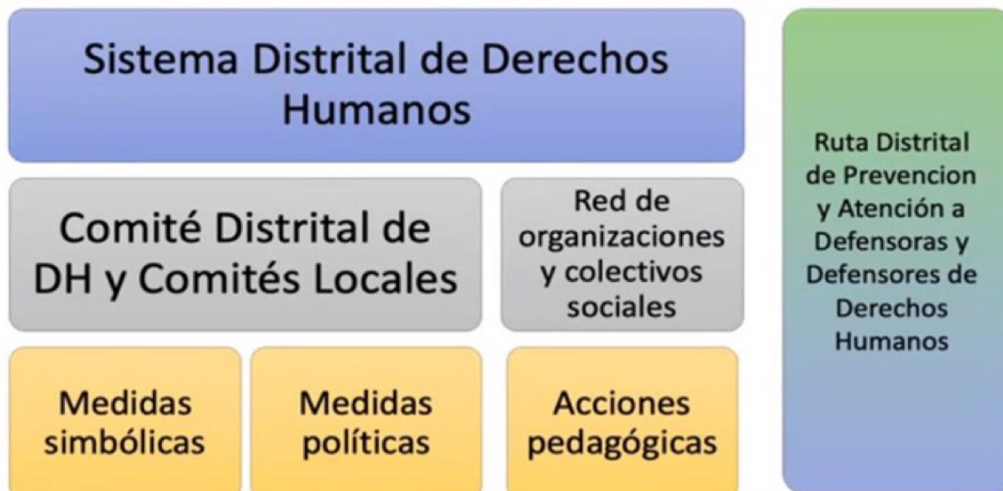 Sistema Distrital de Derechos
Humanos
Comité Distrital de
DH y Comités Locales
Red de
organizaciones
y colectivos
sociales
Medidas
simbólicas
Medidas
políticas
Acciones
pedagógicas
Ruta Distrital
de Prevencion
y Atención a
Defensoras y
Defensores de
Derechos
Humanos